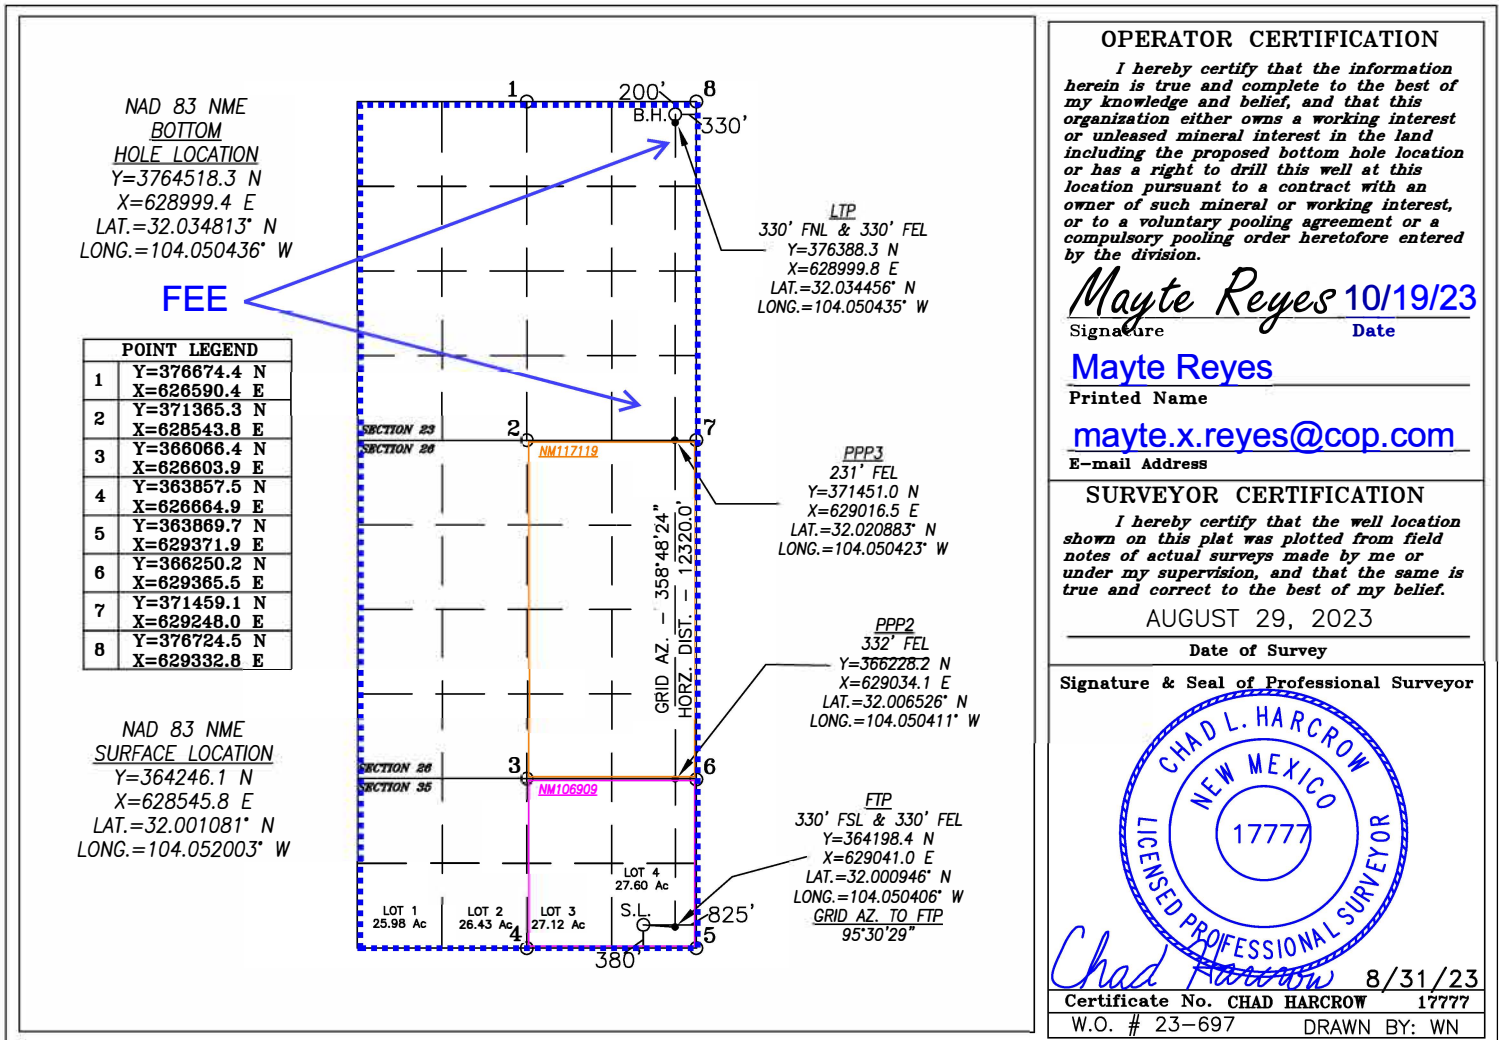 NAD 83 NME
BOTTOM
HOLE LOCATION
Y=3764518.3 N
X=628999.4 E
LAT.=32.034813° N
LONG.=104.050436° W
FEE
POINT LEGEND
1 Y=376674.4 N
X=626590.4 E
2 Y=371365.3 N
X=628543.8 E
3 Y=366066.4 N
X=626603.9 E
4 Y=363857.5 N
X=626664.9 E
5 Y=363869.7 N
X=629371.9 E
6 Y=366250.2 N
X=629365.5 E
7 Y=371459.1 N
X=629248.0 E
8 Y=376724.5 N
X=629332.8 E
NAD 83 NME
SURFACE LOCATION
Y=364246.1 N
X=628545.8 E
LAT.=32.001081° N
LONG.=104.052003° W
1
200'
8
B.H.
330'
SECTION 23
SECTION 26
2
7
NM117119
GRID AZ. - 358°48'24"
HORZ. DIST. - 12320.0'
SECTION 26
SECTION 35
3
6
NM106909
LOT 4
27.60 Ac
LOT 1
25.98 Ac
LOT 2
26.43 Ac
LOT 3
27.12 Ac
S.L.
825'
4
5
380'
LTP
330' FNL & 330' FEL
Y=376388.3 N
X=628999.8 E
LAT.=32.034456° N
LONG.=104.050435° W
PPP3
231' FEL
Y=371451.0 N
X=629016.5 E
LAT.=32.020883° N
LONG.=104.050423° W
PPP2
332' FEL
Y=366228.2 N
X=629034.1 E
LAT.=32.006526° N
LONG.=104.050411° W
FTP
330' FSL & 330' FEL
Y=364198.4 N
X=629041.0 E
LAT.=32.000946° N
LONG.=104.050406° W
GRID AZ. TO FTP
95°30'29"
OPERATOR CERTIFICATION
I hereby certify that the information
herein is true and complete to the best of
my knowledge and belief, and that this
organization either owns a working interest
or unleased mineral interest in the land
including the proposed bottom hole location
or has a right to drill this well at this
location pursuant to a contract with an
owner of such mineral or working interest,
or to a voluntary pooling agreement or a
compulsory pooling order heretofore entered
by the division.
Mayte Reyes 10/19/23
Signature Date
Mayte Reyes
Printed Name
mayte.x.reyes@cop.com
E-mail Address
SURVEYOR CERTIFICATION
I hereby certify that the well location
shown on this plat was plotted from field
notes of actual surveys made by me or
under my supervision, and that the same is
true and correct to the best of my belief.
AUGUST 29, 2023
Date of Survey
Signature & Seal of Professional Surveyor
CHAD L. HARCROW
NEW MEXICO
17777
LICENSED PROFESSIONAL SURVEYOR
Chad Harcrow 8/31/23
Certificate No. CHAD HARCROW 17777
W.O. # 23-697 DRAWN BY: WN